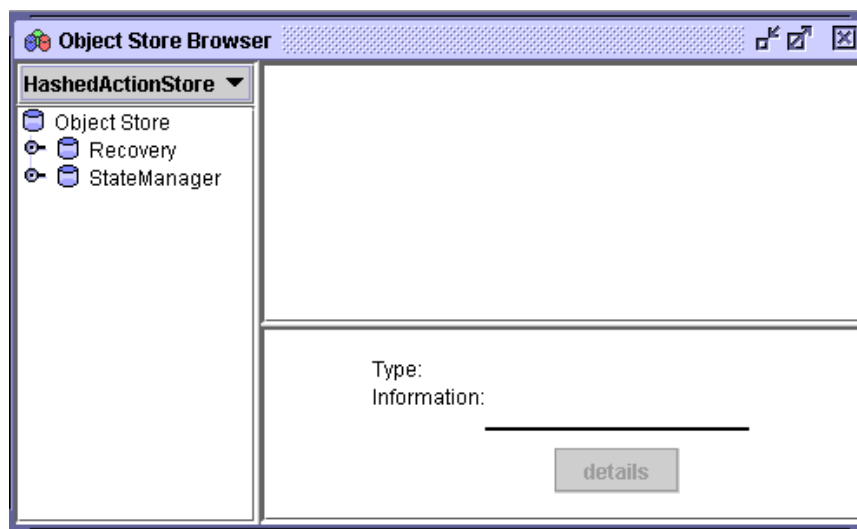 Object Store Browser
HashedActionStore
Object Store
Recovery
StateManager
Type:
Information:
details